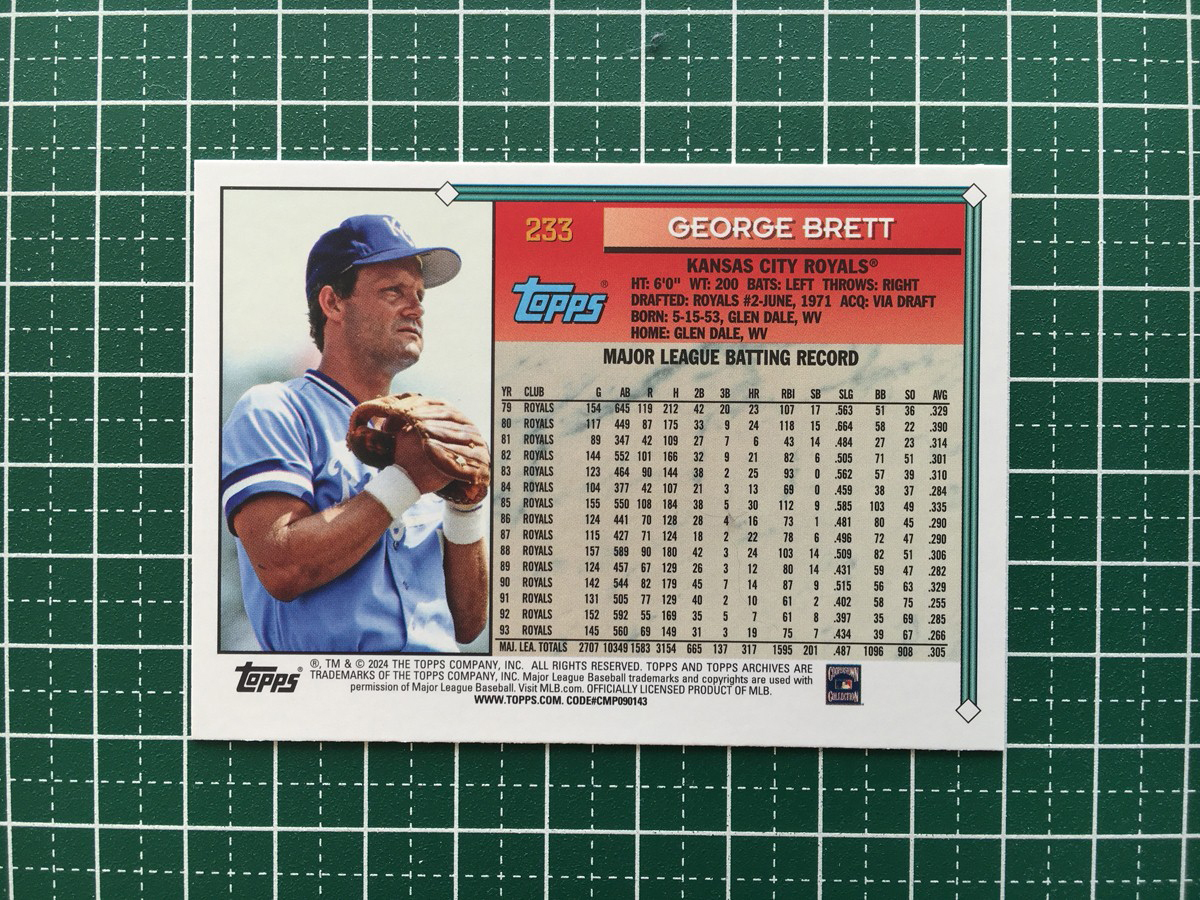 233
GEORGE BRETT
KANSAS CITY ROYALS®
topps®
HT: 6'0" WT: 200 BATS: LEFT THROWS: RIGHT
DRAFTED: ROYALS #2-JUNE, 1971 ACQ: VIA DRAFT
BORN: 5-15-53, GLEN DALE, WV
HOME: GLEN DALE, WV
MAJOR LEAGUE BATTING RECORD
YR CLUB G AB R H 2B 3B HR RBI SB SLG BB SO AVG
79 ROYALS 154 645 119 212 42 20 23 107 17 .563 51 36 .329
80 ROYALS 117 449 87 175 33 9 24 118 15 .664 58 22 .390
81 ROYALS 89 347 42 109 27 7 6 43 14 .484 27 23 .314
82 ROYALS 144 552 101 166 32 9 21 82 6 .505 71 51 .301
83 ROYALS 123 464 90 144 38 2 25 93 0 .562 57 39 .310
84 ROYALS 104 377 42 107 21 3 13 69 0 .459 38 37 .284
85 ROYALS 155 550 108 184 38 5 30 112 9 .585 103 49 .335
86 ROYALS 124 441 70 128 28 4 16 73 1 .481 80 45 .290
87 ROYALS 115 427 71 124 18 2 22 78 6 .496 72 47 .290
88 ROYALS 157 589 90 180 42 3 24 103 14 .509 82 51 .306
89 ROYALS 124 457 67 129 26 3 12 80 14 .431 59 47 .282
90 ROYALS 142 544 82 179 45 7 14 87 9 .515 56 63 .329
91 ROYALS 131 505 77 129 40 2 10 61 2 .402 58 75 .255
92 ROYALS 152 592 55 169 35 5 7 61 8 .397 35 69 .285
93 ROYALS 145 560 69 149 31 3 19 75 7 .434 39 67 .266
MAJ. LEA. TOTALS 2707 10349 1583 3154 665 137 317 1595 201 .487 1096 908 .305
topps®
®, TM & © 2024 THE TOPPS COMPANY, INC. ALL RIGHTS RESERVED. TOPPS AND TOPPS ARCHIVES ARE
TRADEMARKS OF THE TOPPS COMPANY, INC. Major League Baseball trademarks and copyrights are used with
permission of Major League Baseball. Visit MLB.com. OFFICIALLY LICENSED PRODUCT OF MLB.
WWW.TOPPS.COM. CODE#CMP090143
COOPERSTOWN
COLLECTION
KC